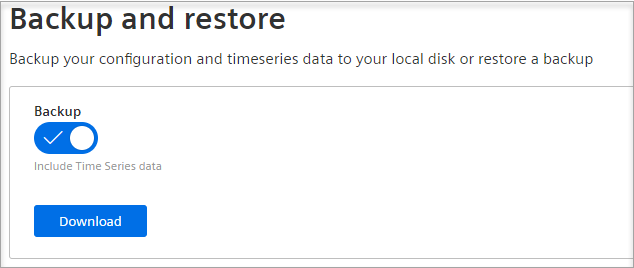 Backup and restore
Backup your configuration and timeseries data to your local disk or restore a backup
Backup
Include Time Series data
Download